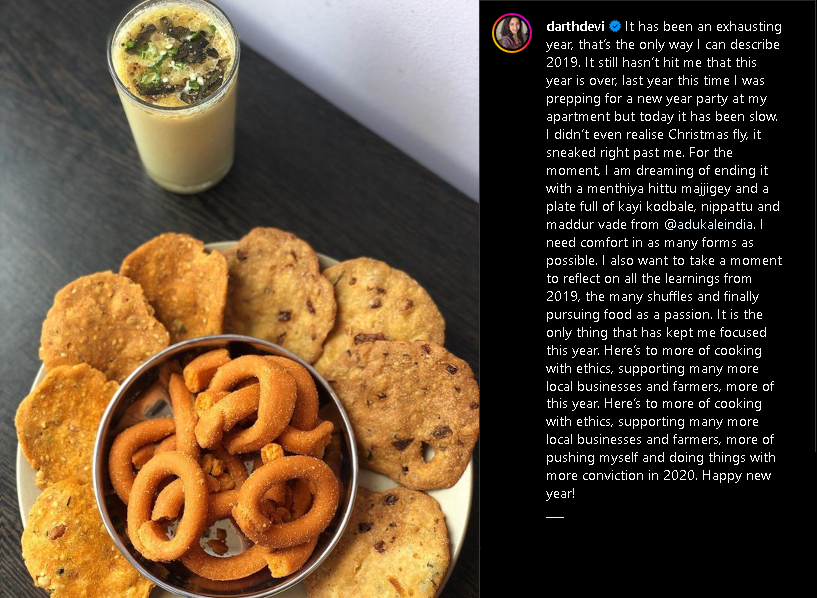 darthdevi It has been an exhausting
year, that's the only way I can describe
2019. It still hasn't hit me that this
year is over, last year this time I was
prepping for a new year party at my
apartment but today it has been slow.
I didn't even realise Christmas fly, it
sneaked right past me. For the
moment, I am dreaming of ending it
with a menthiya hittu majjigey and a
plate full of kayi kodbale, nippattu and
maddur vade from @adukaleindia. I
need comfort in as many forms as
possible. I also want to take a moment
to reflect on all the learnings from
2019, the many shuffles and finally
pursuing food as a passion. It is the
only thing that has kept me focused
this year. Here's to more of cooking
with ethics, supporting many more
local businesses and farmers, more of
this year. Here's to more of cooking
with ethics, supporting many more
local businesses and farmers, more of
pushing myself and doing things with
more conviction in 2020. Happy new
year!
___